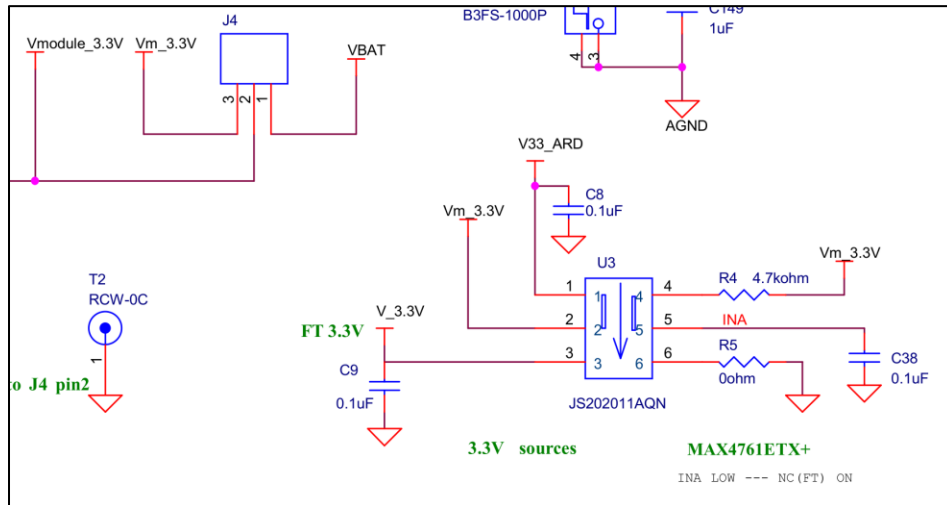 J4
Vmodule_3.3V
Vm_3.3V
VBAT
3
2
1
B3FS-1000P
4
3
C149
1uF
AGND
V33_ARD
C8
0.1uF
Vm_3.3V
U3
1
2
3
1
2
3
4
5
6
4
5
6
JS202011AQN
R4 4.7kohm
Vm_3.3V
INA
R5
0ohm
C38
0.1uF
T2
RCW-0C
1
to J4 pin2
FT 3.3V
V_3.3V
C9
0.1uF
3.3V sources
MAX4761ETX+
INA LOW --- NC(FT) ON